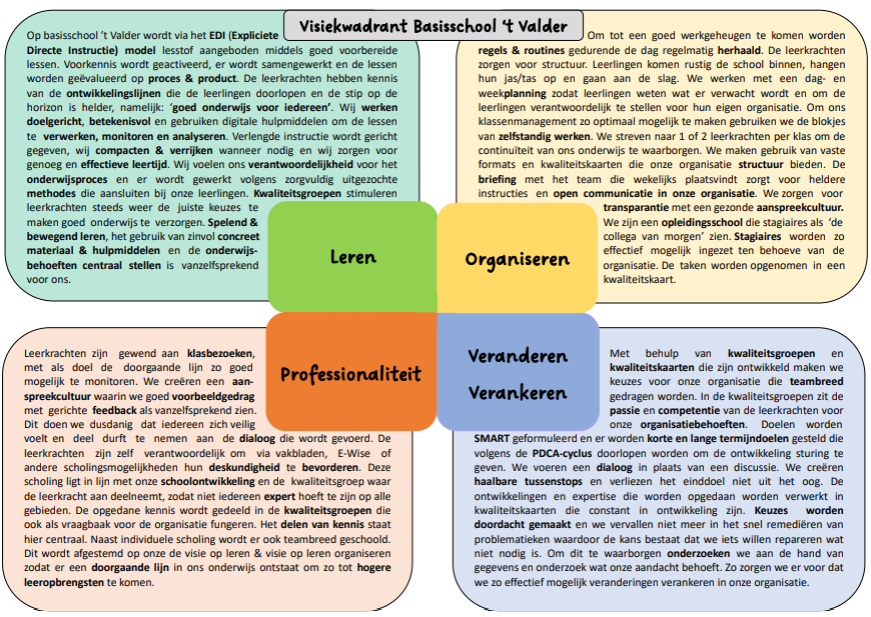 Visiekwadrant Basisschool ‘t Valder
Op basisschool ’t Valder wordt via het EDI (Expliciete
Directe Instructie) model lesstof aangeboden middels goed voorbereide
lessen. Voorkennis wordt geactiveerd, er wordt samengewerkt en de lessen
worden geëvalueerd op proces & product. De leerkrachten hebben kennis
van de ontwikkelingslijnen die de leerlingen doorlopen en de stip op de
horizon is helder, namelijk: ‘goed onderwijs voor iedereen’. Wij werken
doelgericht, betekenisvol en gebruiken digitale hulpmiddelen om de lessen
te verwerken, monitoren en analyseren. Verlengde instructie wordt gericht
gegeven, wij compacten & verrijken wanneer nodig en wij zorgen voor
genoeg en effectieve leertijd. Wij voelen ons verantwoordelijkheid voor het
onderwijsproces en er wordt gewerkt volgens zorgvuldig uitgezochte
methodes die aansluiten bij onze leerlingen. Kwaliteitsgroepen stimuleren
leerkrachten steeds weer de juiste keuzes te
maken goed onderwijs te verzorgen. Spelend &
bewegend leren, het gebruik van zinvol concreet
materiaal & hulpmiddelen en de onderwijs-
behoeften centraal stellen is vanzelfsprekend
voor ons.
Om tot een goed werkgeheugen te komen worden
regels & routines gedurende de dag regelmatig herhaald. De leerkrachten
zorgen voor structuur. Leerlingen komen rustig de school binnen, hangen
hun jas/tas op en gaan aan de slag. We werken met een dag- en
weekplanning zodat leerlingen weten wat er verwacht wordt en om de
leerlingen verantwoordelijk te stellen voor hun eigen organisatie. Om ons
klassenmanagement zo optimaal mogelijk te maken gebruiken we de blokjes
van zelfstandig werken. We streven naar 1 of 2 leerkrachten per klas om de
continuïteit van ons onderwijs te waarborgen. We maken gebruik van vaste
formats en kwaliteitskaarten die onze organisatie structuur bieden. De
briefing met het team die wekelijks plaatsvindt zorgt voor heldere
instructies en open communicatie in onze organisatie. We zorgen voor
transparantie met een gezonde aanspreekcultuur.
We zijn een opleidingsschool die stagiaires als ‘de
collega van morgen’ zien. Stagiaires worden zo
effectief mogelijk ingezet ten behoeve van de
organisatie. De taken worden opgenomen in een
kwaliteitskaart.
Leren
Organiseren
Professionaliteit
Veranderen
Verankeren
Leerkrachten zijn gewend aan klasbezoeken,
met als doel de doorgaande lijn zo goed
mogelijk te monitoren. We creëren een aan-
spreekcultuur waarin we goed voorbeeldgedrag
met gerichte feedback als vanzelfsprekend zien.
Dit doen we dusdanig dat iedereen zich veilig
voelt en deel durft te nemen aan de dialoog die wordt gevoerd. De
leerkrachten zijn zelf verantwoordelijk om via vakbladen, E-Wise of
andere scholingsmogelijkheden hun deskundigheid te bevorderen. Deze
scholing ligt in lijn met onze schoolontwikkeling en de kwaliteitsgroep waar
de leerkracht aan deelneemt, zodat niet iedereen expert hoeft te zijn op alle
gebieden. De opgedane kennis wordt gedeeld in de kwaliteitsgroepen die
ook als vraagbaak voor de organisatie fungeren. Het delen van kennis staat
hier centraal. Naast individuele scholing wordt er ook teambreed geschoold.
Dit wordt afgestemd op onze de visie op leren & visie op leren organiseren
zodat er een doorgaande lijn in ons onderwijs ontstaat om zo tot hogere
leeropbrengsten te komen.
Met behulp van kwaliteitsgroepen en
kwaliteitskaarten die zijn ontwikkeld maken we
keuzes voor onze organisatie die teambreed
gedragen worden. In de kwaliteitsgroepen zit de
passie en competentie van de leerkrachten voor
onze organisatiebehoeften. Doelen worden
SMART geformuleerd en er worden korte en lange termijndoelen gesteld die
volgens de PDCA-cyclus doorlopen worden om de ontwikkeling sturing te
geven. We voeren een dialoog in plaats van een discussie. We creëren
haalbare tussenstops en verliezen het einddoel niet uit het oog. De
ontwikkelingen en expertise die worden opgedaan worden verwerkt in
kwaliteitskaarten die constant in ontwikkeling zijn. Keuzes worden
doordacht gemaakt en we vervallen niet meer in het snel remediëren van
problematieken waardoor de kans bestaat dat we iets willen repareren wat
niet nodig is. Om dit te waarborgen onderzoeken we aan de hand van
gegevens en onderzoek wat onze aandacht behoeft. Zo zorgen we er voor dat
we zo effectief mogelijk veranderingen verankeren in onze organisatie.